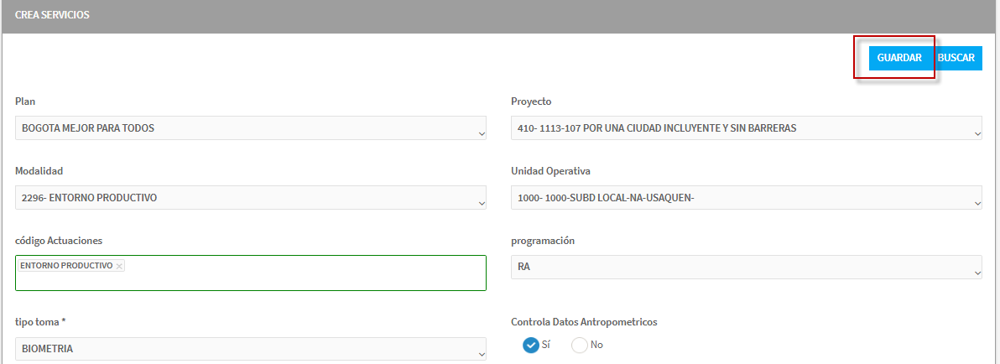 CREA SERVICIOS
GUARDAR BUSCAR
Plan Proyecto
BOGOTA MEJOR PARA TODOS 410- 1113-107 POR UNA CIUDAD INCLUYENTE Y SIN BARRERAS
Modalidad Unidad Operativa
2296- ENTORNO PRODUCTIVO 1000- 1000-SUBD LOCAL-NA-USAQUEN-
código Actuaciones programación
ENTORNO PRODUCTIVO × RA
tipo toma * Controla Datos Antropometricos
BIOMETRIA Sí No